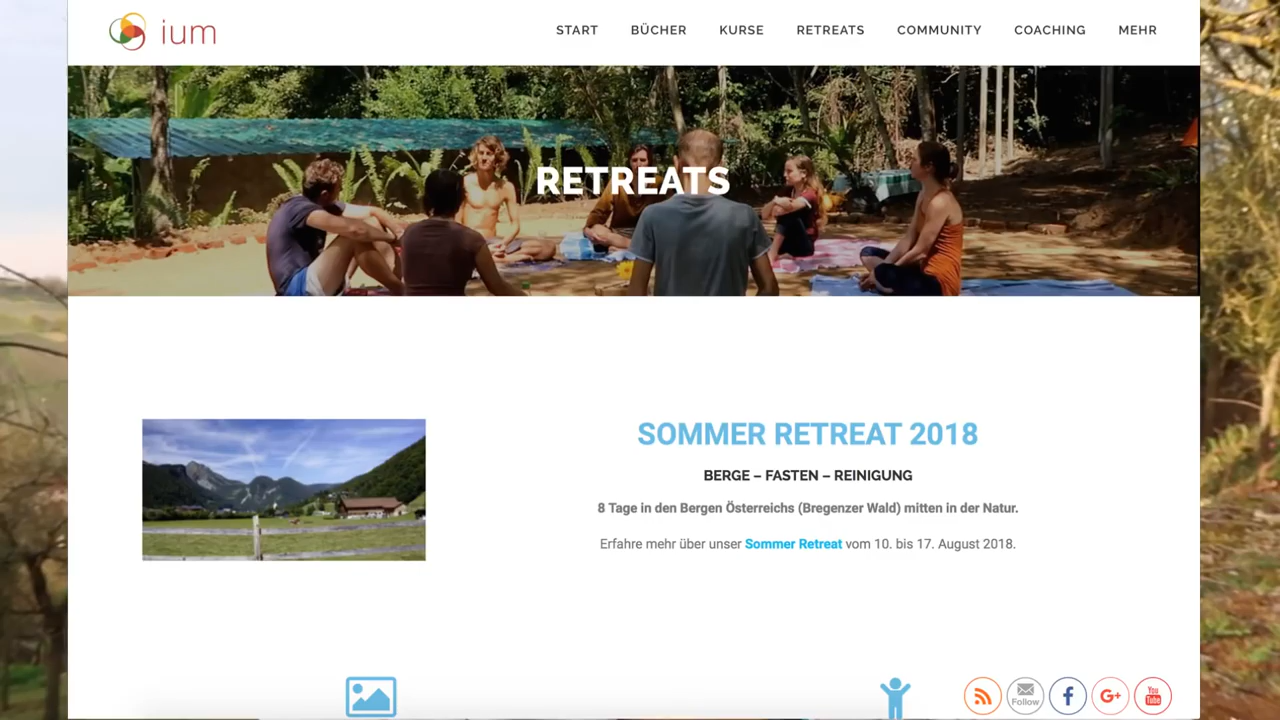 ium
START BÜCHER KURSE RETREATS COMMUNITY COACHING MEHR
RETREATS
SOMMER RETREAT 2018
BERGE – FASTEN – REINIGUNG
8 Tage in den Bergen Österreichs (Bregenzer Wald) mitten in der Natur.
Erfahre mehr über unser Sommer Retreat vom 10. bis 17. August 2018.
Follow
f
G+
You
Tube